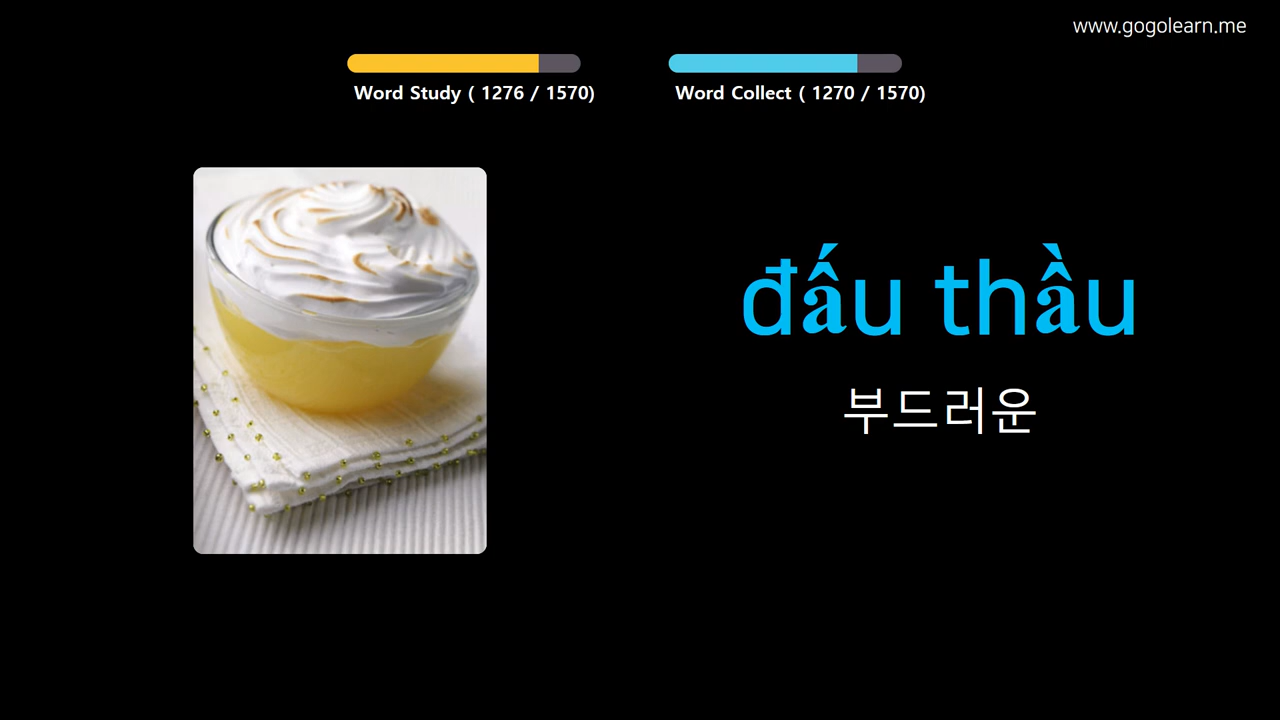 www.gogolearn.me
Word Study ( 1276 / 1570)
Word Collect ( 1270 / 1570)
đấu thầu
부드러운